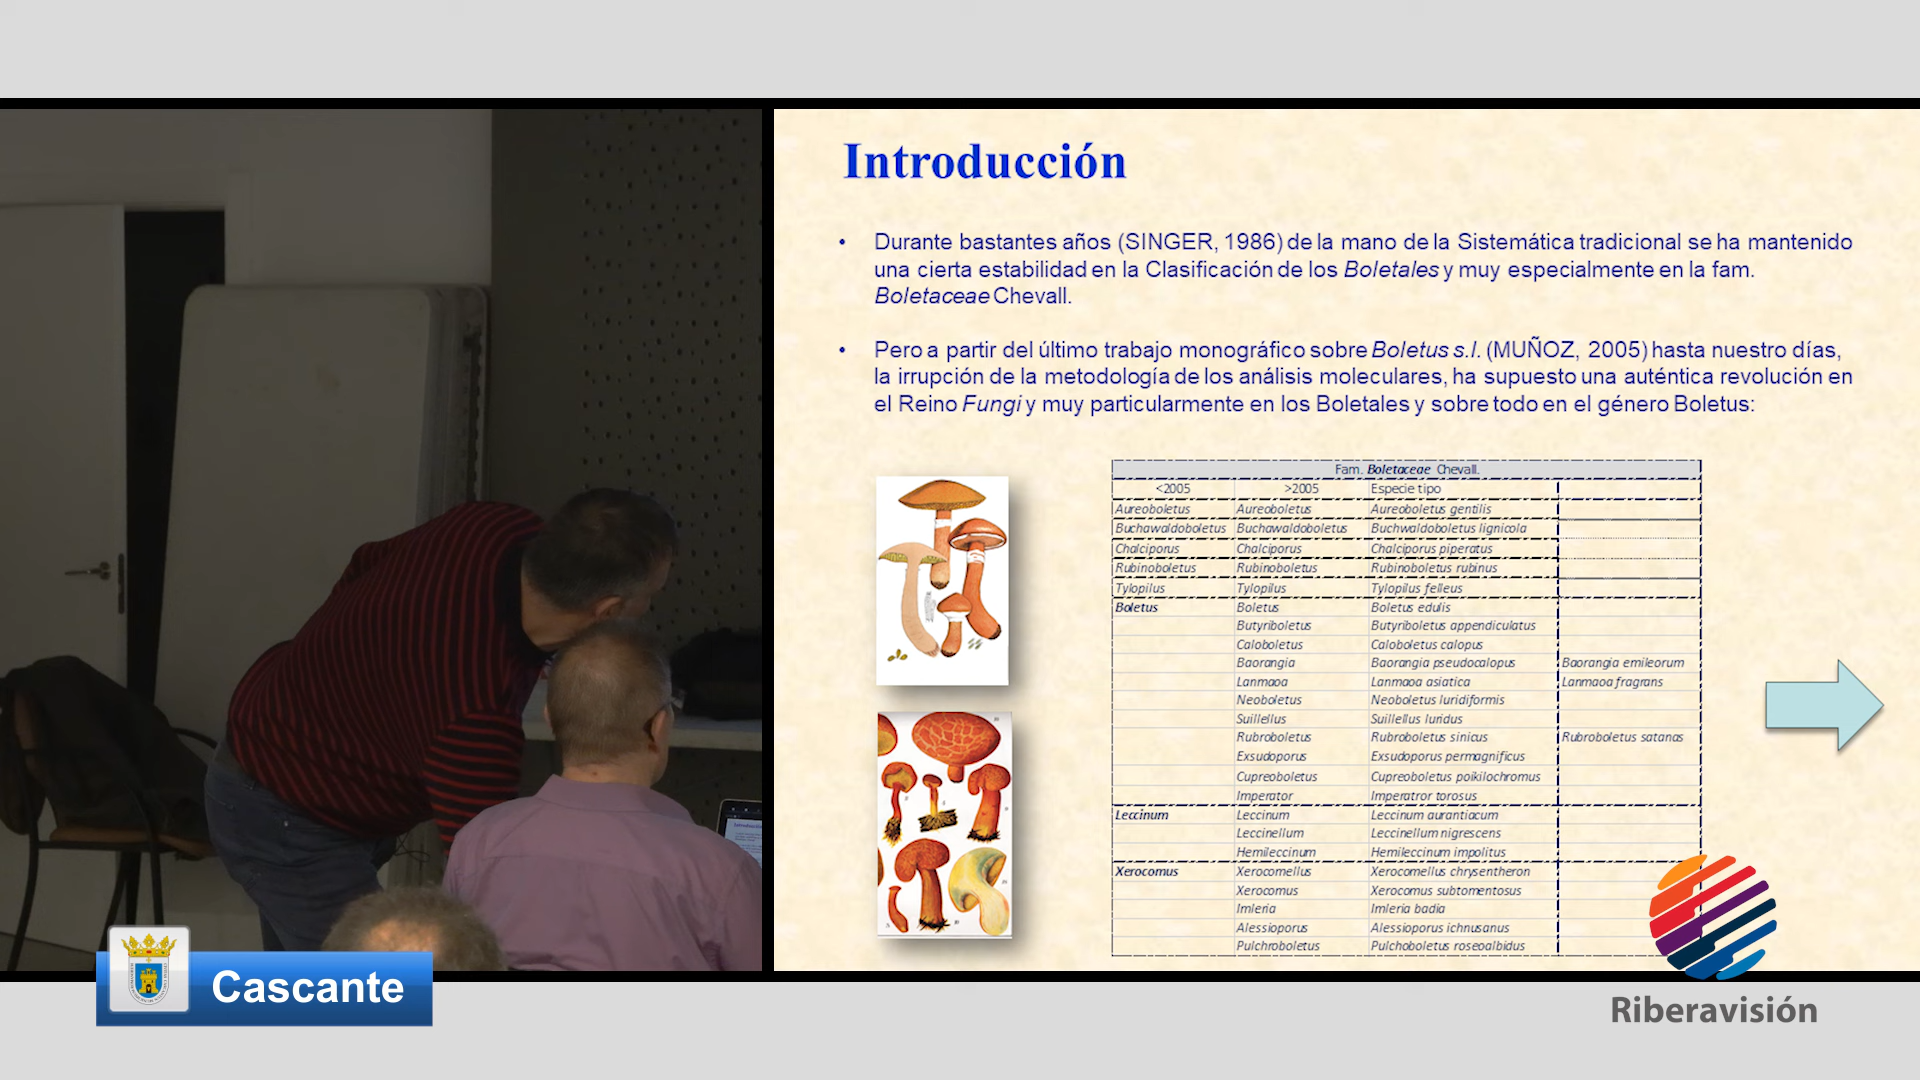 Introducción
• Durante bastantes años (SINGER, 1986) de la mano de la Sistemática tradicional se ha mantenido
una cierta estabilidad en la Clasificación de los Boletales y muy especialmente en la fam.
Boletaceae Chevall.
• Pero a partir del último trabajo monográfico sobre Boletus s.l. (MUÑOZ, 2005) hasta nuestro días,
la irrupción de la metodología de los análisis moleculares, ha supuesto una auténtica revolución en
el Reino Fungi y muy particularmente en los Boletales y sobre todo en el género Boletus:
Fam. Boletaceae Chevall.
<2005 >2005 Especie tipo
Aureoboletus Aureoboletus Aureoboletus gentilis
Buchawaldoboletus Buchawaldoboletus Buchwaldoboletus lignicola
Chalciporus Chalciporus Chalciporus piperatus
Rubinoboletus Rubinoboletus Rubinoboletus rubinus
Tylopilus Tylopilus Tylopilus felleus
Boletus Boletus Boletus edulis
Butyriboletus Butyriboletus appendiculatus
Caloboletus Caloboletus calopus
Baorangia Baorangia pseudocalopus Baorangia emileorum
Lanmaoa Lanmaoa asiatica Lanmaoa fragrans
Neoboletus Neoboletus luridiformis
Suillellus Suillellus luridus
Rubroboletus Rubroboletus sinicus Rubroboletus satanas
Exsudoporus Exsudoporus permagnificus
Cupreoboletus Cupreoboletus poikilochromus
Imperator Imperatror torosus
Leccinum Leccinum Leccinum aurantiacum
Leccinellum Leccinellum nigrescens
Hemileccinum Hemileccinum impolitus
Xerocomus Xerocomellus Xerocomellus chrysentheron
Xerocomus Xerocomus subtomentosus
Imleria Imleria badia
Alessioporus Alessioporus ichnusanus
Pulchroboletus Pulchoboletus roseoalbidus
Cascante
Riberavisión